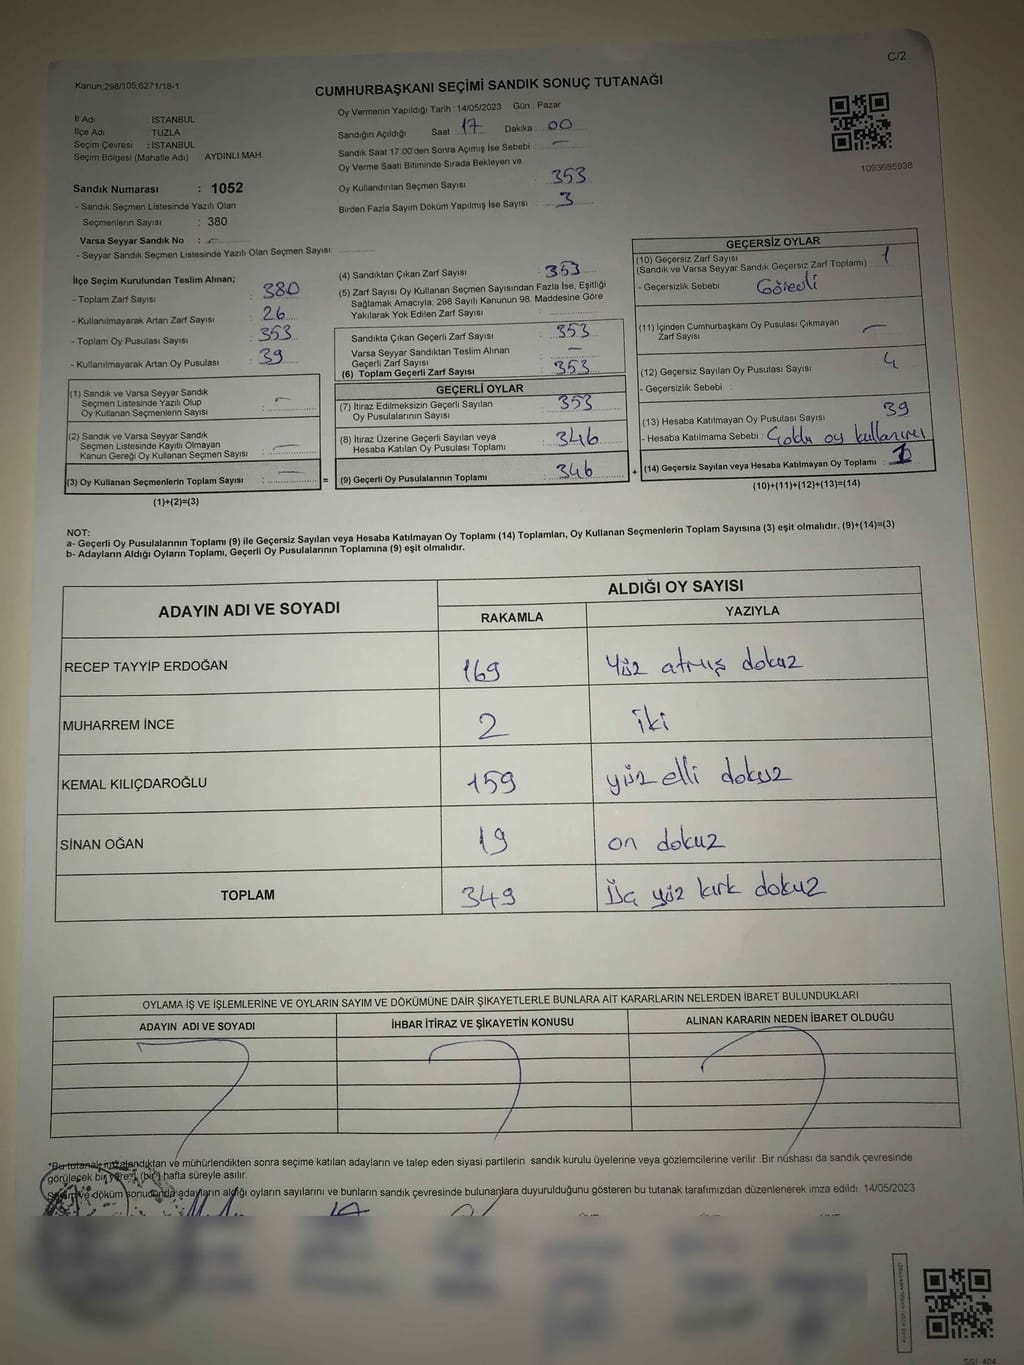 C/2
Kanun:298/105;6271/18-1
CUMHURBAŞKANI SEÇİMİ SANDIK SONUÇ TUTANAĞI
İl Adı İSTANBUL
İlçe Adı : TUZLA
Seçim Çevresi : İSTANBUL
Seçim Bölgesi (Mahalle Adı) AYDINLI MAH.
Sandık Numarası : 1052
- Sandık Seçmen Listesinde Yazılı Olan
Seçmenlerin Sayısı : 380
Varsa Seyyar Sandık No :
- Seyyar Sandık Seçmen Listesinde Yazılı Olan Seçmen Sayısı:
Oy Vermenin Yapıldığı Tarih : 14/05/2023 Gün : Pazar
Sandığın Açıldığı Saat 17 Dakika 00
Sandık Saat 17:00'den Sonra Açımış İse Sebebi : —
Oy Verme Saati Bitiminde Sırada Bekleyen ve
Oy Kullandırılan Seçmen Sayısı 353
Birden Fazla Sayım Döküm Yapılmış İse Sayısı : 3
1093685938
İlçe Seçim Kurulundan Teslim Alınan;
- Toplam Zarf Sayısı : 380
- Kullanılmayarak Artan Zarf Sayısı : 26
- Toplam Oy Pusulası Sayısı : 353
- Kullanılmayarak Artan Oy Pusulası : 39
(1) Sandık ve Varsa Seyyar Sandık
Seçmen Listesinde Yazılı Olup
Oy Kullanan Seçmenlerin Sayısı : —
(2) Sandık ve Varsa Seyyar Sandık
Seçmen Listesinde Kayıtlı Olmayan
Kanun Gereği Oy Kullanan Seçmen Sayısı : —
(3) Oy Kullanan Seçmenlerin Toplam Sayısı : —
(1)+(2)=(3)
(4) Sandıktan Çıkan Zarf Sayısı : 353
(5) Zarf Sayısı Oy Kullanan Seçmen Sayısından Fazla İse, Eşitliği
Sağlamak Amacıyla; 298 Sayılı Kanunun 98. Maddesine Göre
Yakılarak Yok Edilen Zarf Sayısı :
Sandıkta Çıkan Geçerli Zarf Sayısı : 353
Varsa Seyyar Sandıktan Teslim Alınan
Geçerli Zarf Sayısı : —
(6) Toplam Geçerli Zarf Sayısı : 353
GEÇERLİ OYLAR
(7) İtiraz Edilmeksizin Geçerli Sayılan
Oy Pusulalarının Sayısı : 353
(8) İtiraz Üzerine Geçerli Sayılan veya
Hesaba Katılan Oy Pusulası Toplamı : 346
= (9) Geçerli Oy Pusulalarının Toplamı : 346
GEÇERSİZ OYLAR
(10) Geçersiz Zarf Sayısı
(Sandık ve Varsa Seyyar Sandık Geçersiz Zarf Toplamı) : 1
- Geçersizlik Sebebi Görevli
(11) İçinden Cumhurbaşkanı Oy Pusulası Çıkmayan
Zarf Sayısı —
(12) Geçersiz Sayılan Oy Pusulası Sayısı 4
- Geçersizlik Sebebi :
(13) Hesaba Katılmayan Oy Pusulası Sayısı 39
- Hesaba Katılmama Sebebi : oy
+ (14) Geçersiz Sayılan veya Hesaba Katılmayan Oy Toplamı :
(10)+(11)+(12)+(13)=(14)
NOT:
a- Geçerli Oy Pusulalarının Toplamı (9) ile Geçersiz Sayılan veya Hesaba Katılmayan Oy Toplamı (14) Toplamları, Oy Kullanan Seçmenlerin Toplam Sayısına (3) eşit olmalıdır. (9)+(14)=(3)
b- Adayların Aldığı Oyların Toplamı, Geçerli Oy Pusulalarının Toplamına (9) eşit olmalıdır.
ADAYIN ADI VE SOYADI ALDIĞI OY SAYISI
RAKAMLA YAZIYLA
RECEP TAYYİP ERDOĞAN 169 Yüz atmış dokuz
MUHARREM İNCE 2 iki
KEMAL KILIÇDAROĞLU 159 yüz elli dokuz
SİNAN OĞAN 19 on dokuz
TOPLAM 349 Üç yüz kırk dokuz
OYLAMA İŞ VE İŞLEMLERİNE VE OYLARIN SAYIM VE DÖKÜMÜNE DAİR ŞİKAYETLERLE BUNLARA AİT KARARLARIN NELERDEN İBARET BULUNDUKLARI
ADAYIN ADI VE SOYADI İHBAR İTİRAZ VE ŞİKAYETİN KONUSU ALINAN KARARIN NEDEN İBARET OLDUĞU
*Bu tutanak imzalandıktan ve mühürlendikten sonra seçime katılan adayların ve talep eden siyasi partilerin sandık kurulu üyelerine veya gözlemcilerine verilir. Bir nüshası da sandık çevresinde
görülecek bir yere 1 (bir) hafta süreyle asılır.
Sayım ve döküm sonucunda adayların aldığı oyların sayılarını ve bunların sandık çevresinde bulunanlara duyurulduğunu gösteren bu tutanak tarafımızdan düzenlenerek imza edildi. 14/05/2023